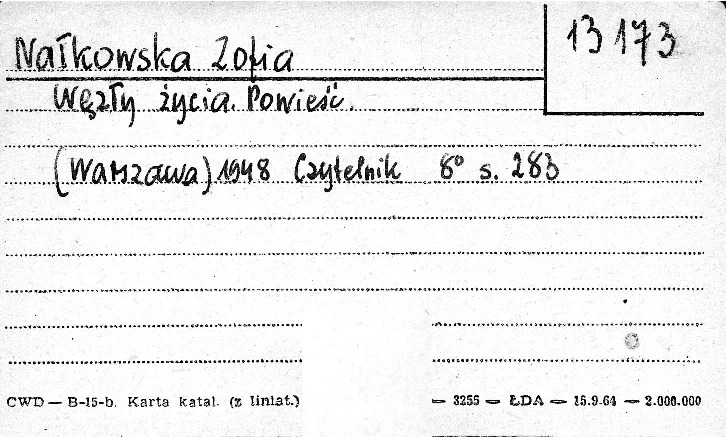 Nałkowska Zofia
13173
Węzły życia. Powieść.
(Warszawa) 1948 Czytelnik 8° s. 283
CWD — B-15-b. Karta katal. (z liniat.) — 3255 — ŁDA — 15.9.64 — 2.000.000